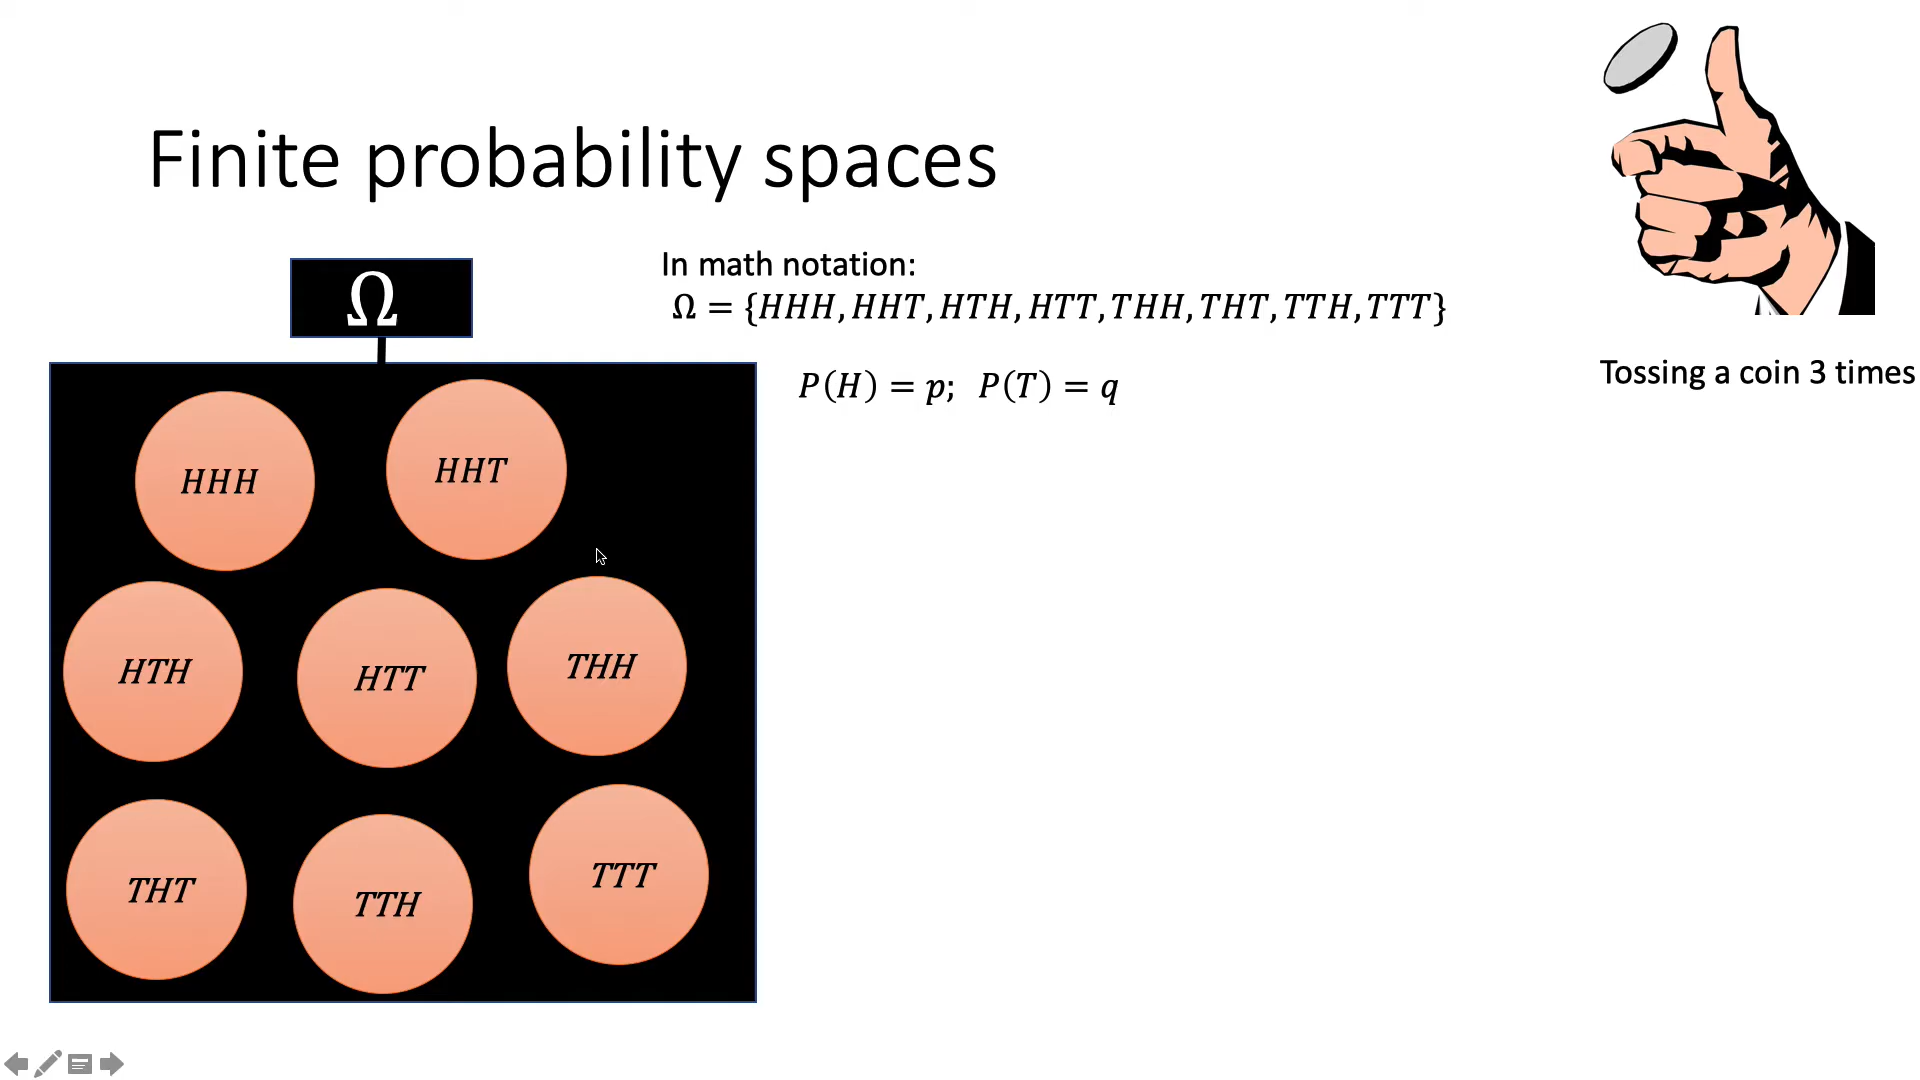 Finite probability spaces
Ω
In math notation:
Ω = {HHH, HHT, HTH, HTT, THH, THT, TTH, TTT}
P(H) = p; P(T) = q
Tossing a coin 3 times
HHH
HHT
HTH
HTT
THH
THT
TTH
TTT